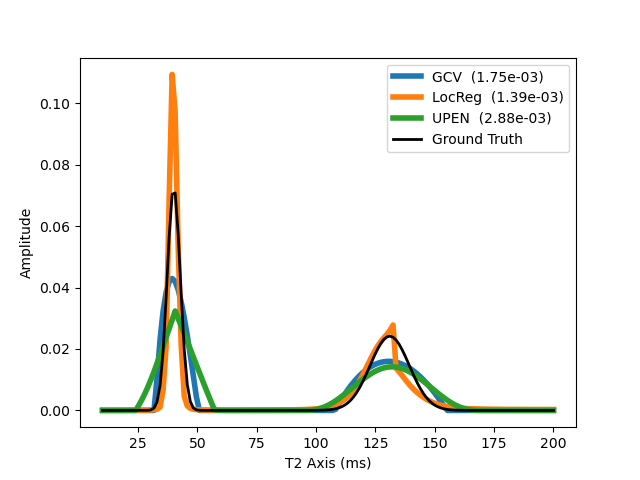 GCV (1.75e-03)
LocReg (1.39e-03)
UPEN (2.88e-03)
Ground Truth
Amplitude
0.10
0.08
0.06
0.04
0.02
0.00
25 50 75 100 125 150 175 200
T2 Axis (ms)